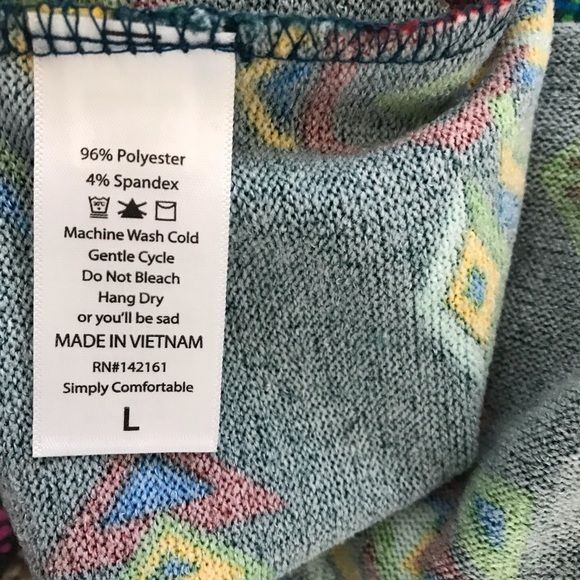 96% Polyester
4% Spandex
Machine Wash Cold
Gentle Cycle
Do Not Bleach
Hang Dry
or you'll be sad
MADE IN VIETNAM
RN#142161
Simply Comfortable
L